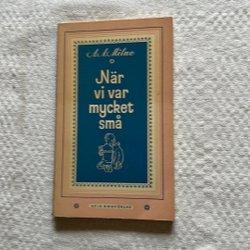 A. A. Milne
När
vi var
mycket
små